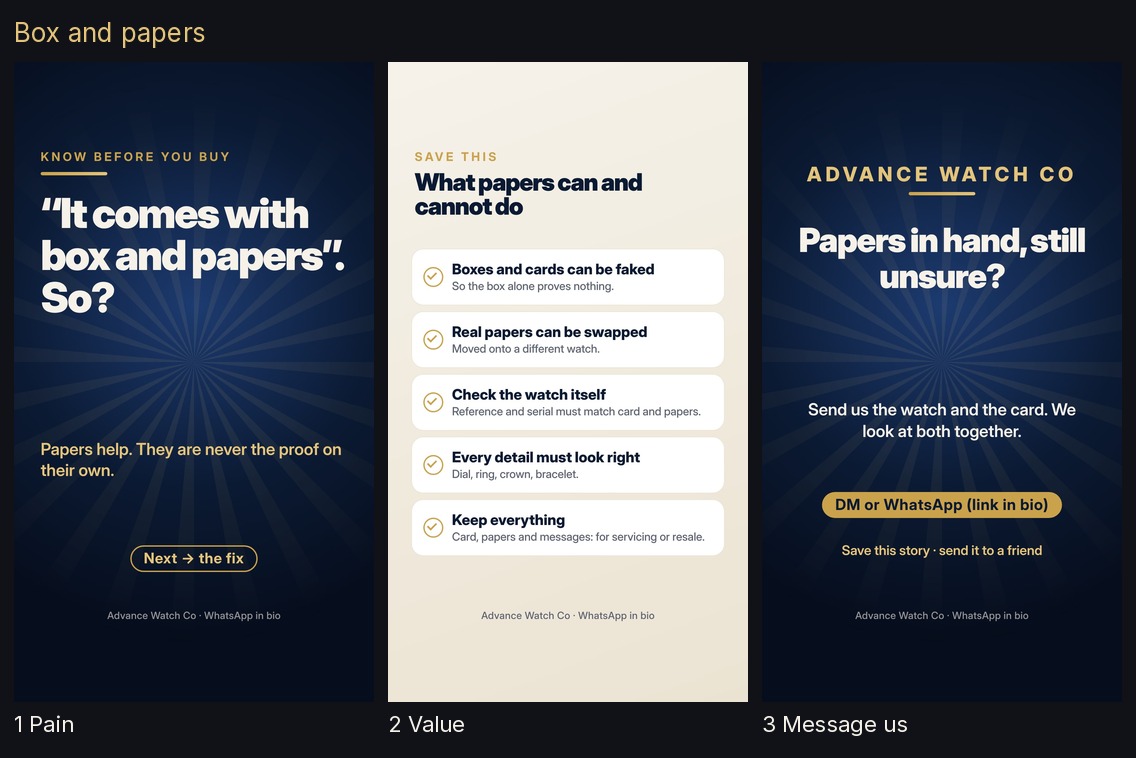 Box and papers
KNOW BEFORE YOU BUY
“It comes with
box and papers”.
So?
Papers help. They are never the proof on
their own.
Next → the fix
Advance Watch Co · WhatsApp in bio
1 Pain
SAVE THIS
What papers can and
cannot do
Boxes and cards can be faked
So the box alone proves nothing.
Real papers can be swapped
Moved onto a different watch.
Check the watch itself
Reference and serial must match card and papers.
Every detail must look right
Dial, ring, crown, bracelet.
Keep everything
Card, papers and messages: for servicing or resale.
Advance Watch Co · WhatsApp in bio
2 Value
ADVANCE WATCH CO
Papers in hand, still
unsure?
Send us the watch and the card. We
look at both together.
DM or WhatsApp (link in bio)
Save this story · send it to a friend
Advance Watch Co · WhatsApp in bio
3 Message us